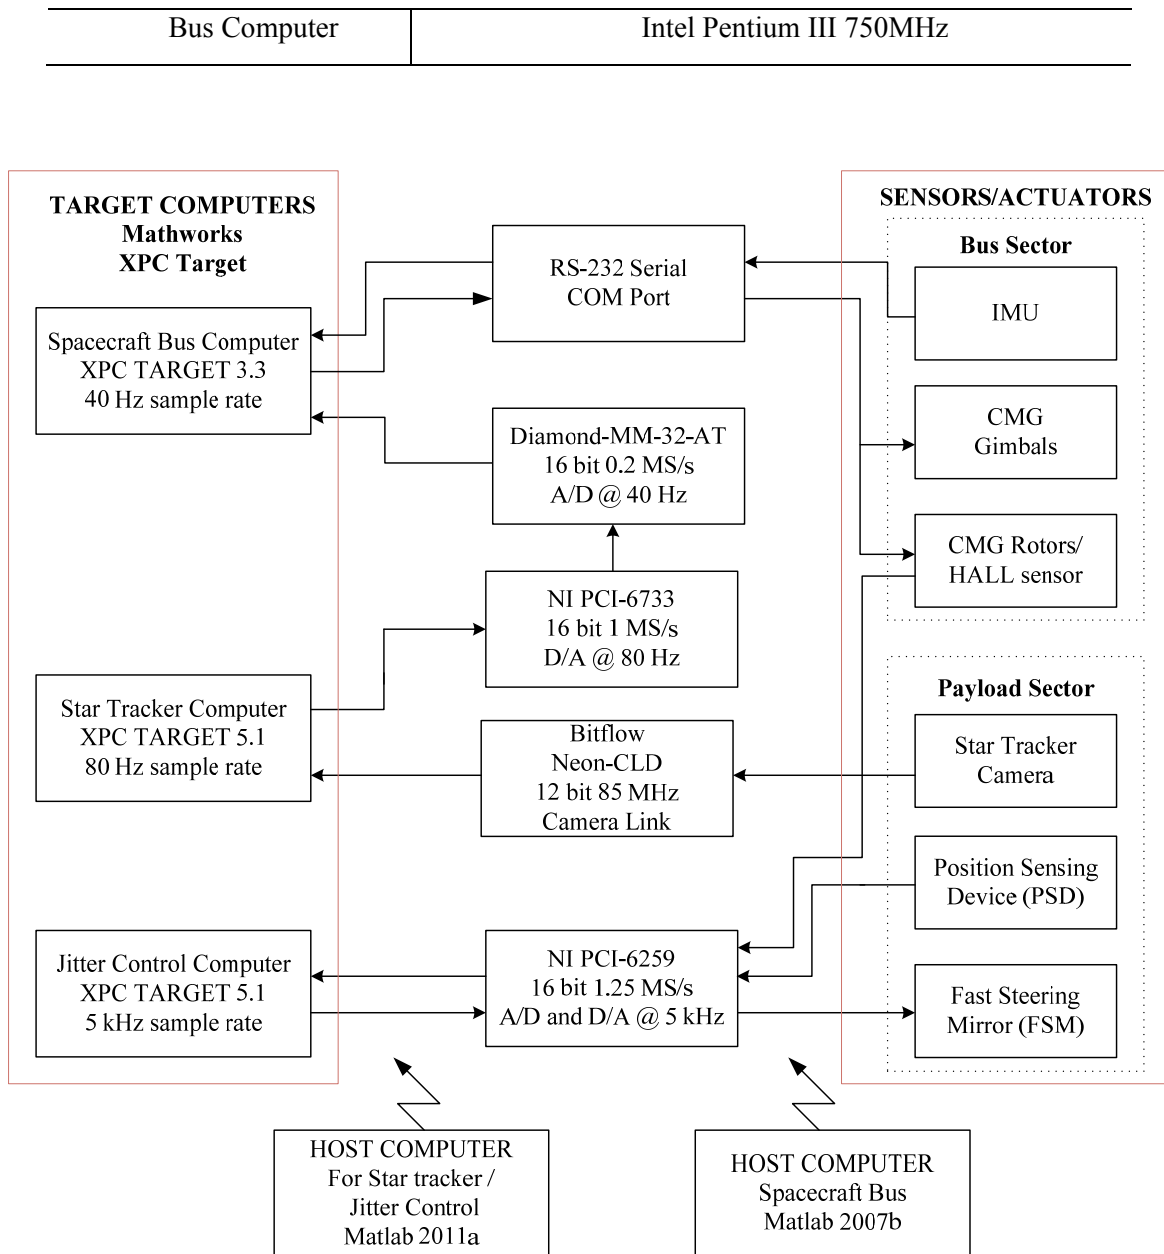 Bus Computer
Intel Pentium III 750MHz
TARGET COMPUTERS
Mathworks
XPC Target
Spacecraft Bus Computer
XPC TARGET 3.3
40 Hz sample rate
Star Tracker Computer
XPC TARGET 5.1
80 Hz sample rate
Jitter Control Computer
XPC TARGET 5.1
5 kHz sample rate
RS-232 Serial
COM Port
Diamond-MM-32-AT
16 bit 0.2 MS/s
A/D @ 40 Hz
NI PCI-6733
16 bit 1 MS/s
D/A @ 80 Hz
Bitflow
Neon-CLD
12 bit 85 MHz
Camera Link
NI PCI-6259
16 bit 1.25 MS/s
A/D and D/A @ 5 kHz
SENSORS/ACTUATORS
Bus Sector
IMU
CMG
Gimbals
CMG Rotors/
HALL sensor
Payload Sector
Star Tracker
Camera
Position Sensing
Device (PSD)
Fast Steering
Mirror (FSM)
HOST COMPUTER
For Star tracker /
Jitter Control
Matlab 2011a
HOST COMPUTER
Spacecraft Bus
Matlab 2007b